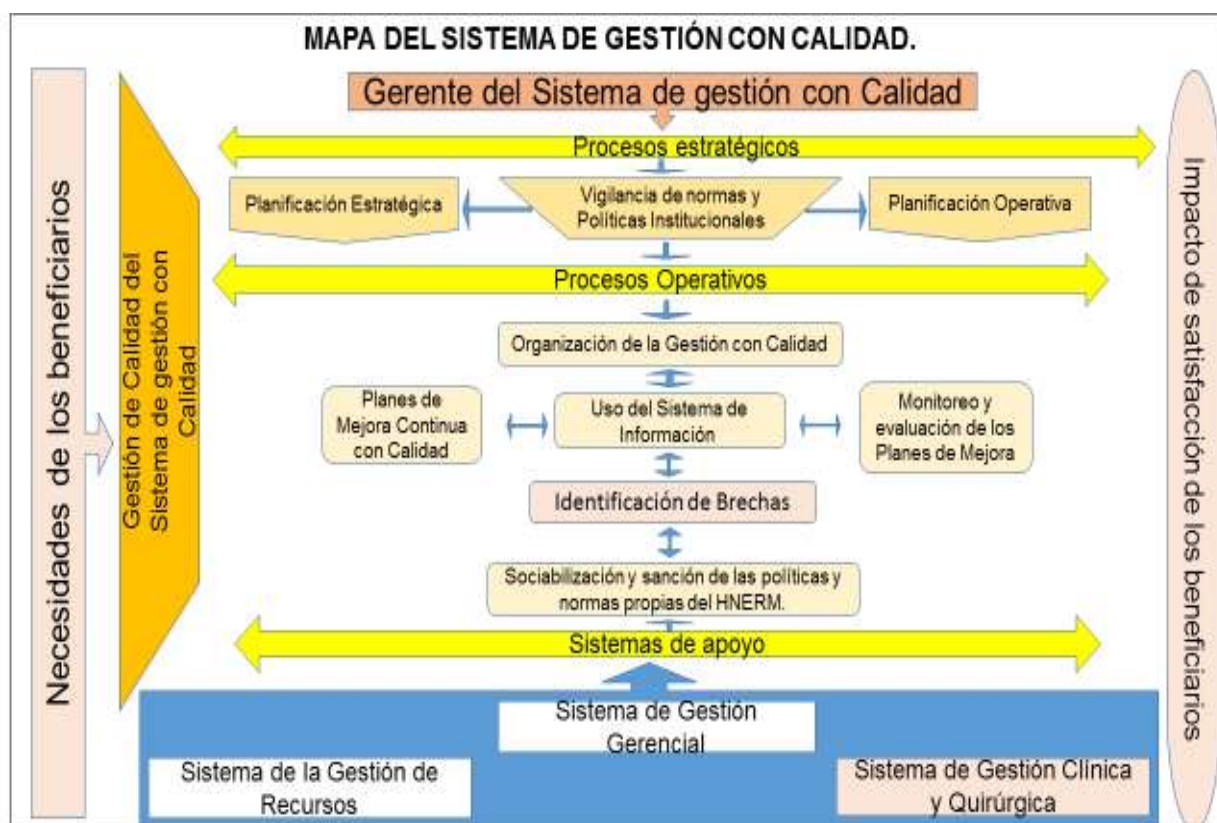 MAPA DEL SISTEMA DE GESTIÓN CON CALIDAD.
Necesidades de los beneficiarios
Gestión de Calidad del
Sistema de gestión con
Calidad
Gerente del Sistema de gestión con Calidad
Procesos estratégicos
Planificación Estratégica
Vigilancia de normas y
Políticas Institucionales
Planificación Operativa
Procesos Operativos
Organización de la Gestión con Calidad
Planes de
Mejora Continua
con Calidad
Uso del Sistema de
Información
Monitoreo y
evaluación de los
Planes de Mejora
Identificación de Brechas
Sociabilización y sanción de las políticas y
normas propias del HNERM.
Sistemas de apoyo
Sistema de Gestión
Gerencial
Sistema de la Gestión de
Recursos
Sistema de Gestión Clínica
y Quirúrgica
Impacto de satisfacción de los beneficiarios